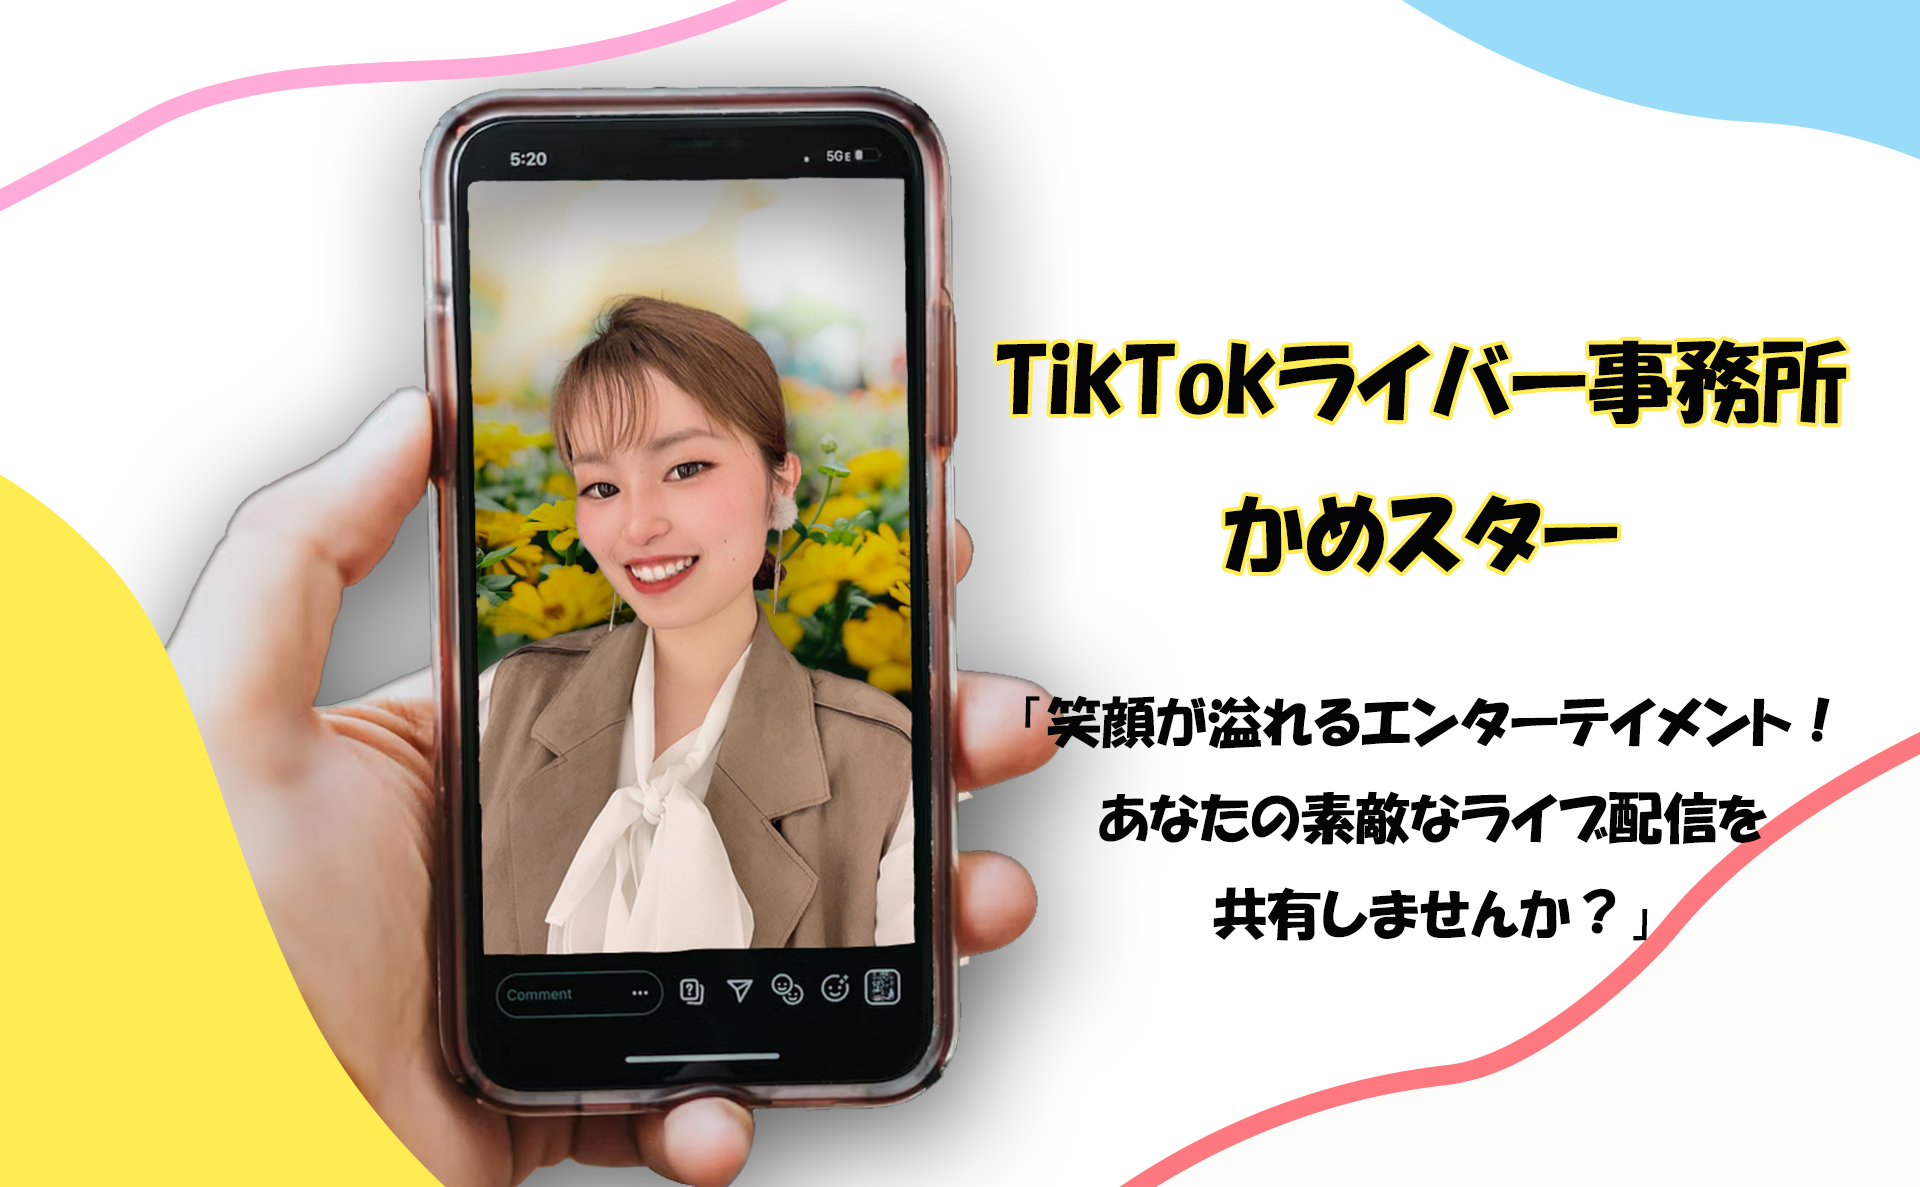 5:20
5GE
TikTokライバー事務所
かめスター
「笑顔が溢れるエンターテイメント！
あなたの素敵なライブ配信を
共有しませんか？」
Comment